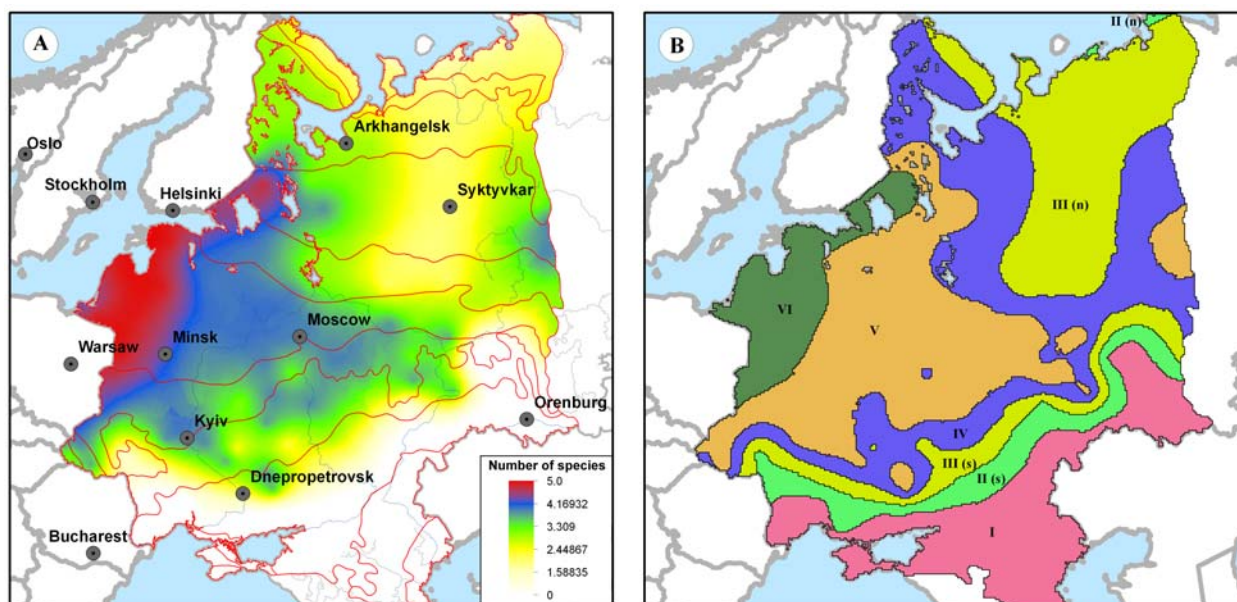 A
Oslo
Arkhangelsk
Stockholm
Helsinki
Syktyvkar
Minsk
Moscow
Warsaw
Kyiv
Orenburg
Dnepropetrovsk
Bucharest
Number of species
5.0
4.16932
3.309
2.44867
1.58835
0
B
II (n)
III (n)
VI
V
IV
III (s)
II (s)
I